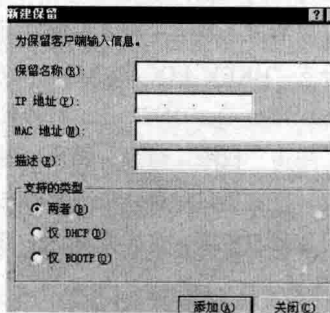 新建保留
为保留客户端输入信息。
保留名称(R):
IP 地址(P):
MAC 地址(M):
描述(E):
支持的类型
两者(B)
仅 DHCP(D)
仅 BOOTP(O)
添加(A)
关闭(C)